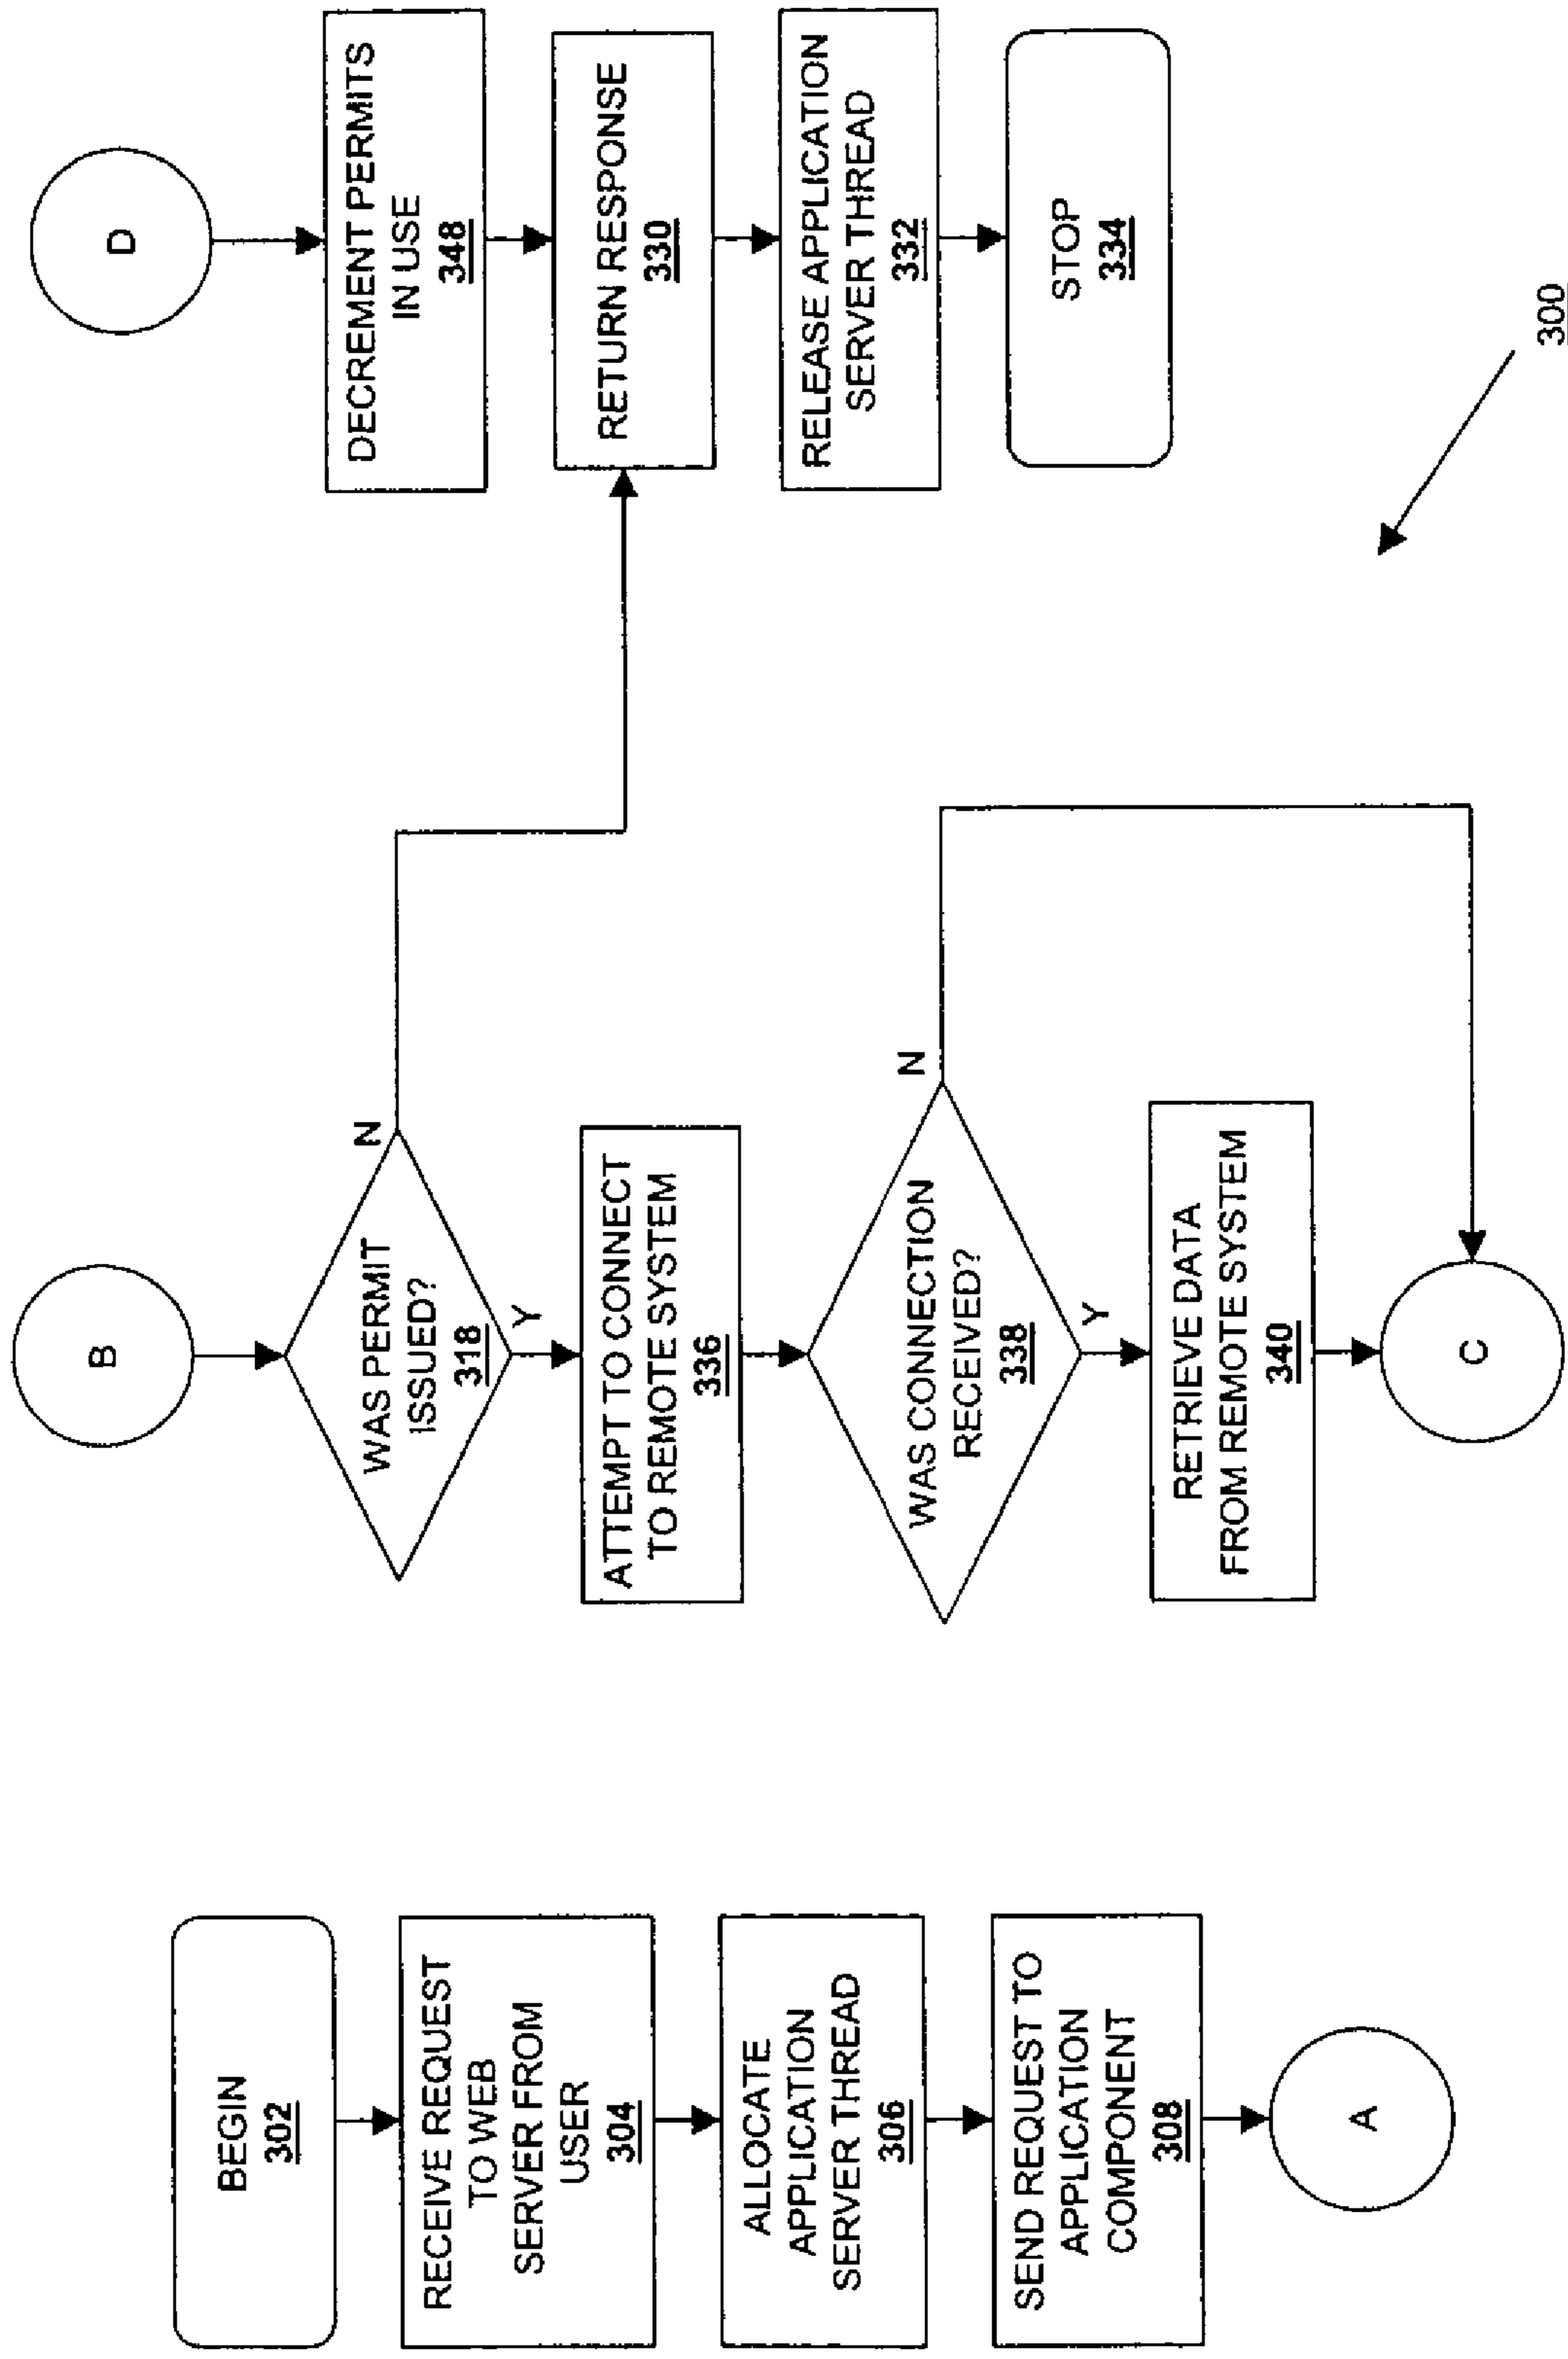 BEGIN
302
RECEIVE REQUEST
TO WEB
SERVER FROM
USER
304
ALLOCATE
APPLICATION
SERVER THREAD
306
SEND REQUEST TO
APPLICATION
COMPONENT
308
A
B
WAS PERMIT
ISSUED?
318
N
Y
ATTEMPT TO CONNECT
TO REMOTE SYSTEM
336
WAS CONNECTION
RECEIVED?
338
N
Y
RETRIEVE DATA
FROM REMOTE SYSTEM
340
C
D
DECREMENT PERMITS
IN USE
348
RETURN RESPONSE
330
RELEASE APPLICATION
SERVER THREAD
332
STOP
334
300